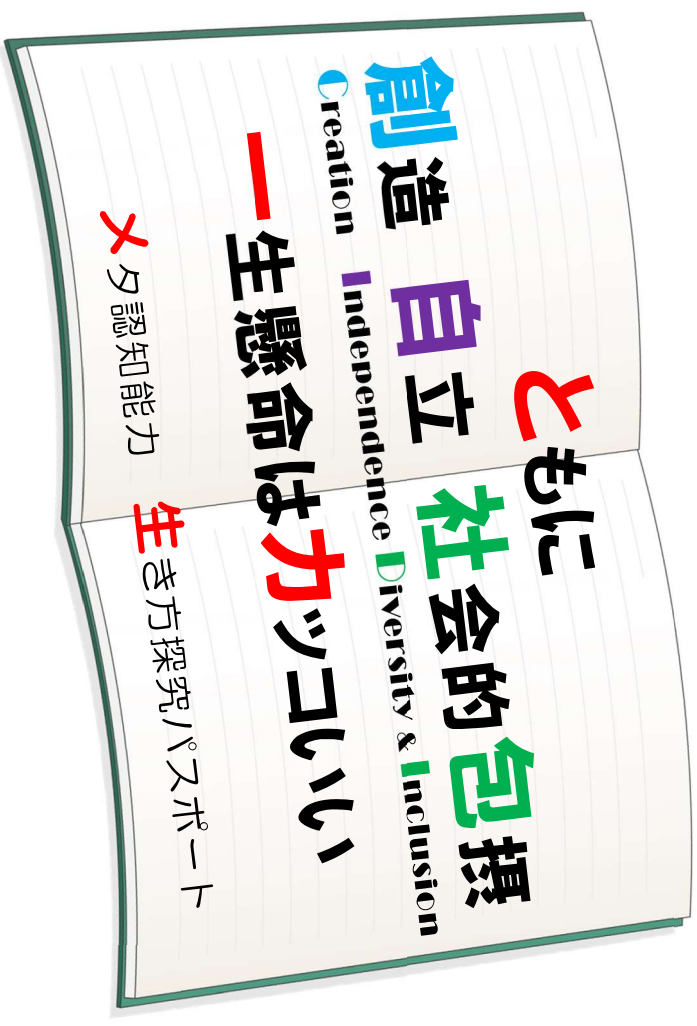 ともに
創造 自立 社会的包摂
Creation Independence Diversity & Inclusion
一生懸命はカッコいい
メタ認知能力 生き方探究パスポート